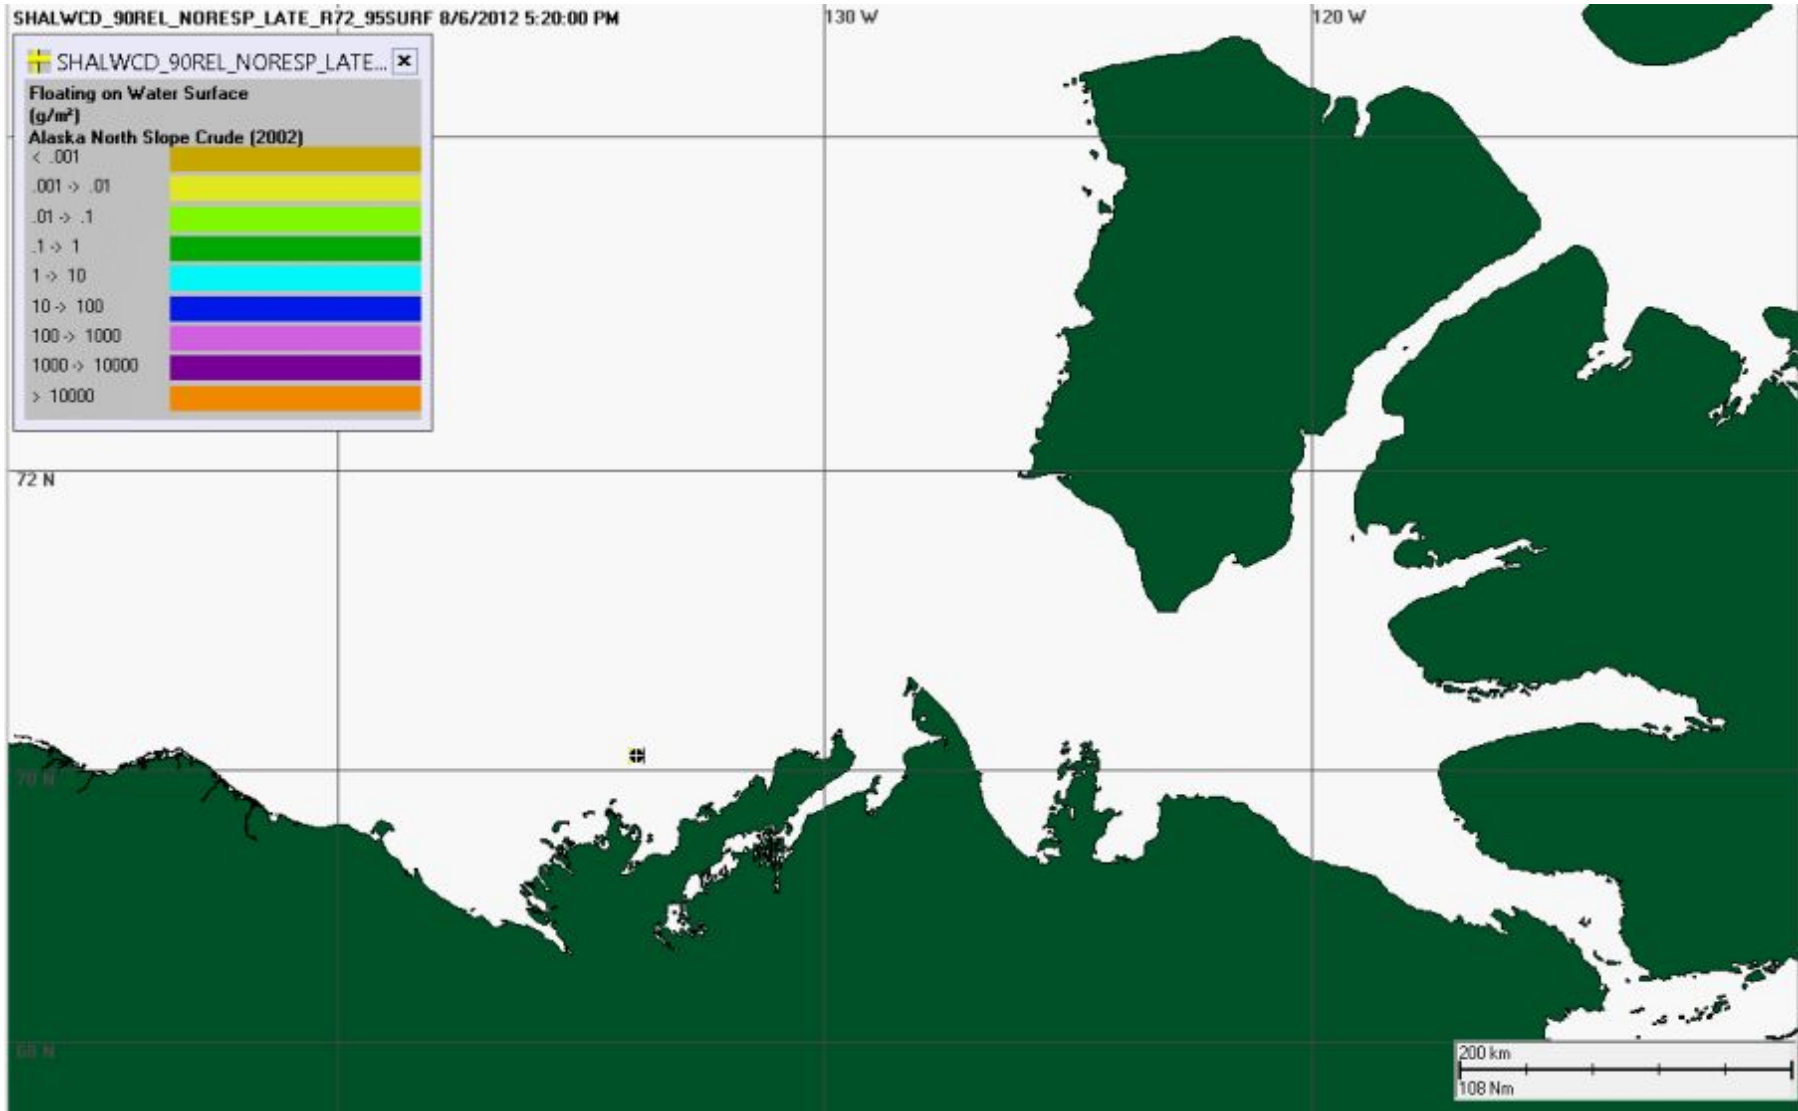 SHALWCD_90REL_NORESP_LATE_R72_95SURF 8/6/2012 5:20:00 PM
130 W
120 W
SHALWCD_90REL_NORESP_LATE...
Floating on Water Surface
(g/m²)
Alaska North Slope Crude (2002)
< .001
.001 -> .01
.01 -> .1
.1 -> 1
1 -> 10
10 -> 100
100 -> 1000
1000 -> 10000
> 10000
72 N
70 N
68 N
200 km
108 Nm